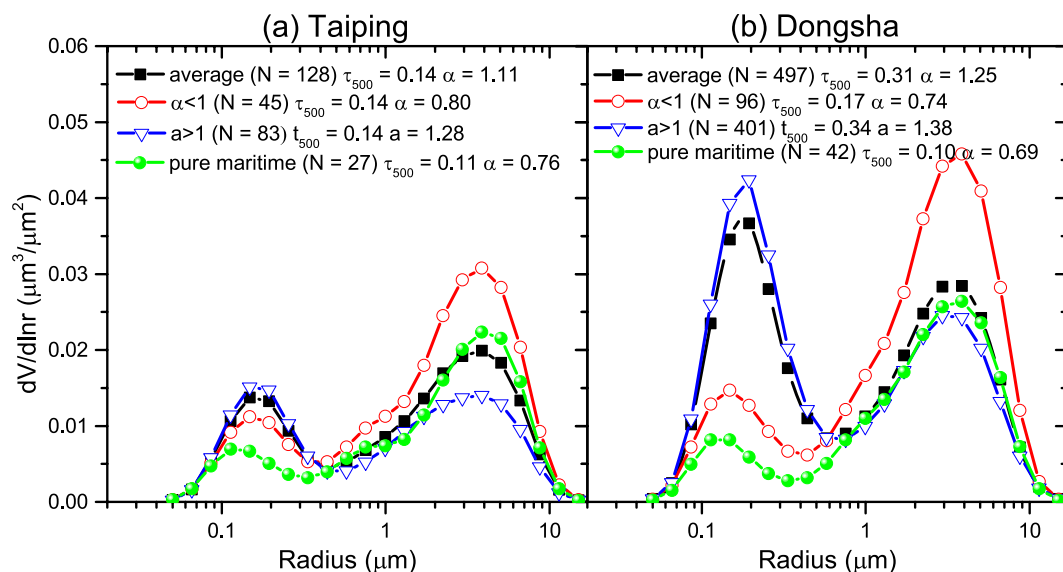 (a) Taiping
(b) Dongsha
0.06
0.05
0.04
0.03
0.02
0.01
0.00
dV/dlnr (μm³/μm²)
average (N = 128) τ₅₀₀ = 0.14 α = 1.11
α<1 (N = 45) τ₅₀₀ = 0.14 α = 0.80
a>1 (N = 83) t₅₀₀ = 0.14 a = 1.28
pure maritime (N = 27) τ₅₀₀ = 0.11 α = 0.76
average (N = 497) τ₅₀₀ = 0.31 α = 1.25
α<1 (N = 96) τ₅₀₀ = 0.17 α = 0.74
a>1 (N = 401) t₅₀₀ = 0.34 a = 1.38
pure maritime (N = 42) τ₅₀₀ = 0.10 α = 0.69
0.1 1 10
0.1 1 10
Radius (μm)
Radius (μm)